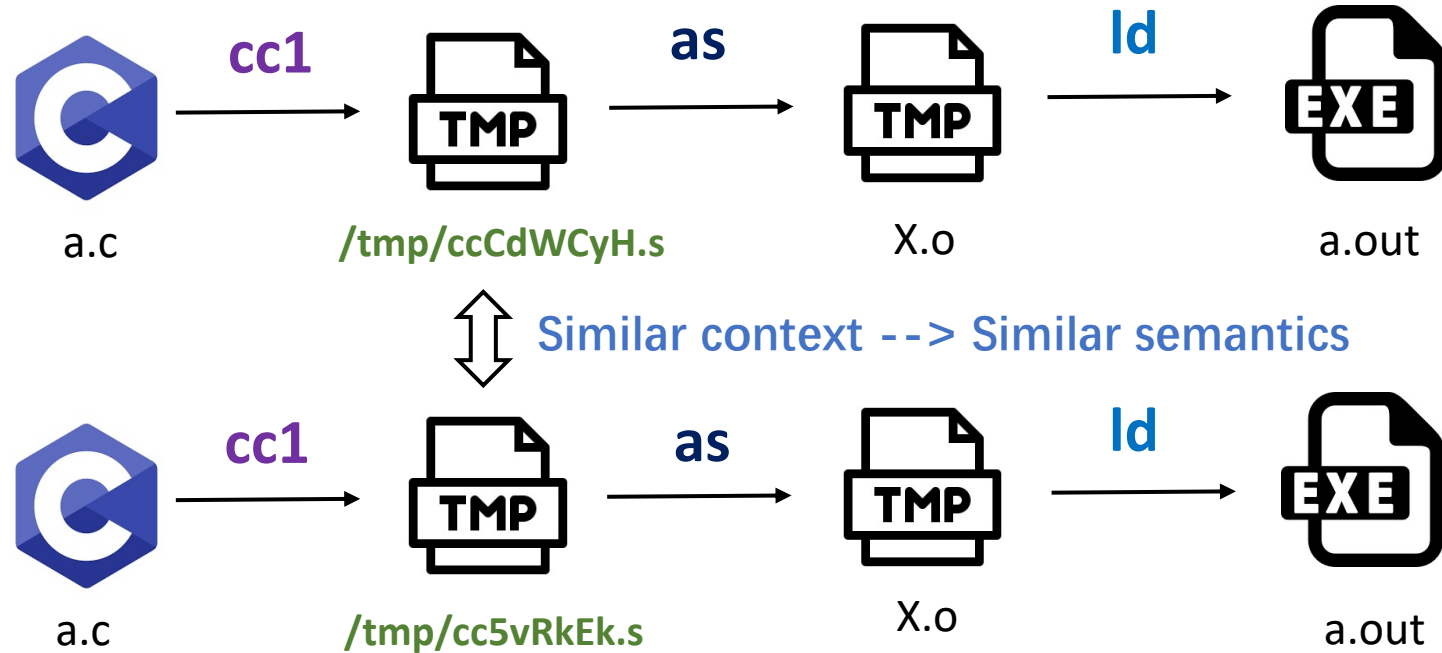 cc1 as ld
C TMP TMP EXE
a.c /tmp/ccCdWCyH.s X.o a.out
Similar context --> Similar semantics
cc1 as ld
C TMP TMP EXE
a.c /tmp/cc5vRkEk.s X.o a.out